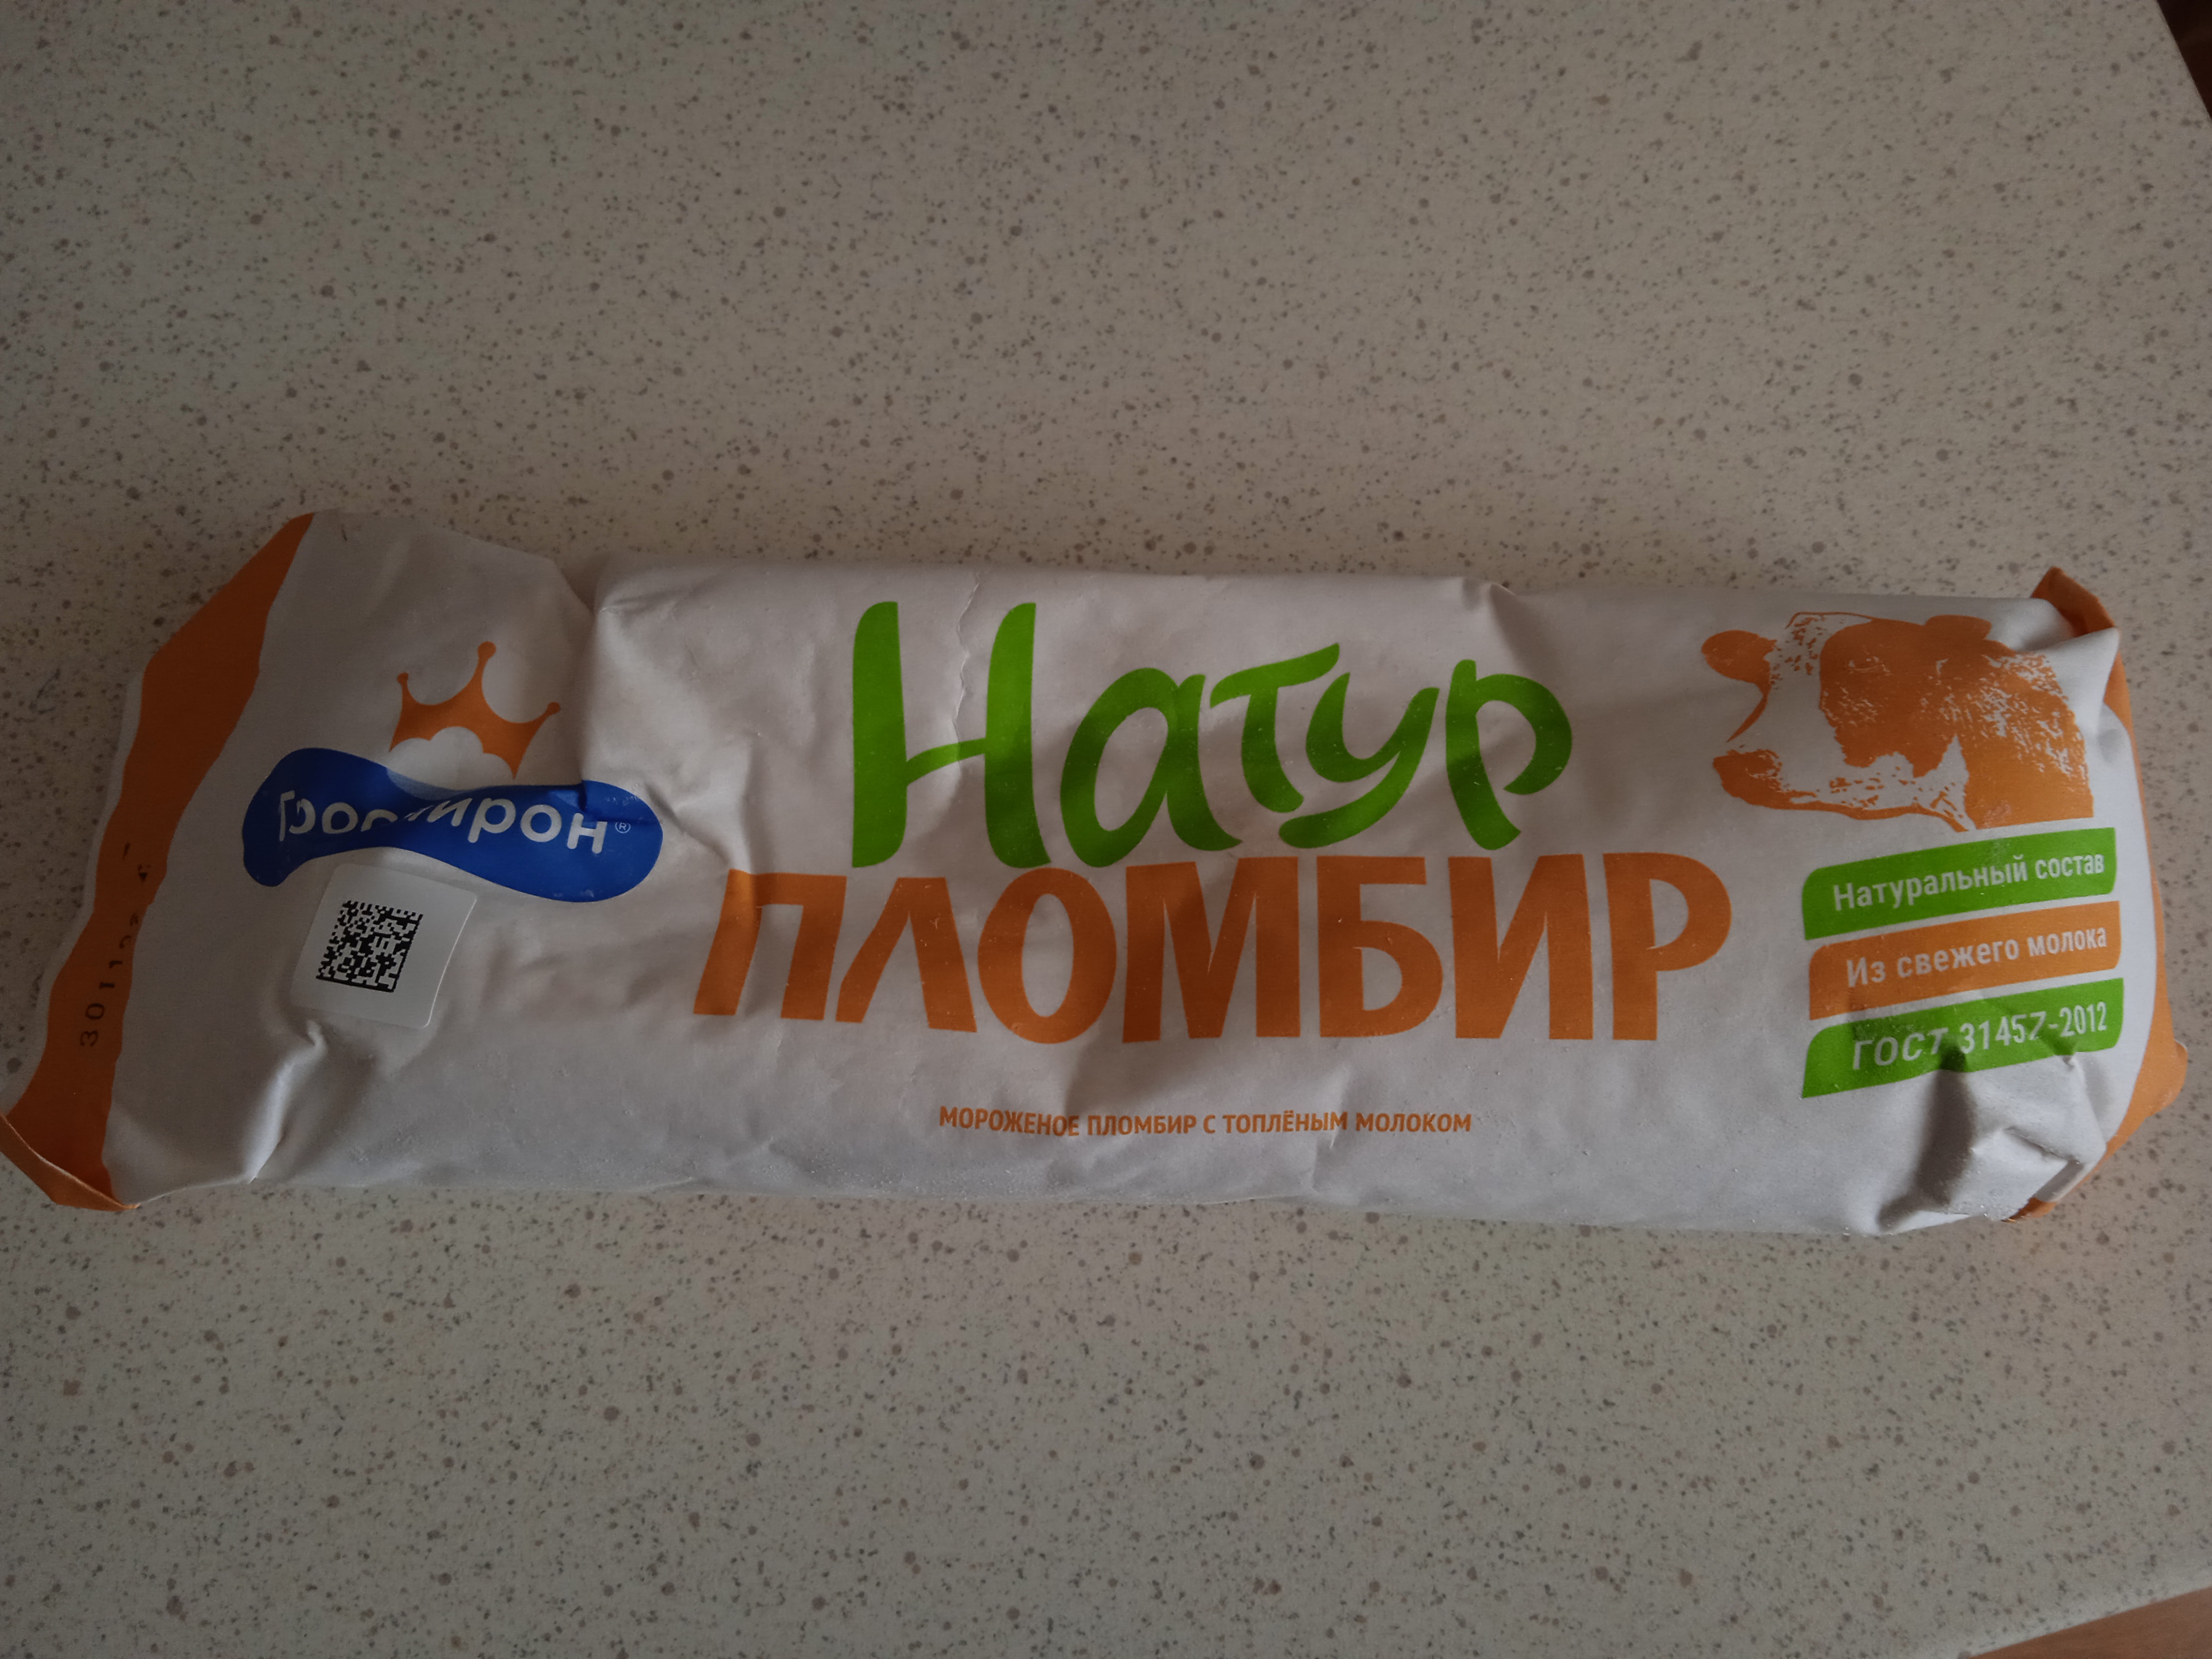 Натур
ПЛОМБИР
МОРОЖЕНОЕ ПЛОМБИР С ТОПЛЁНЫМ МОЛОКОМ
Натуральный состав
Из свежего молока
ГОСТ 31457-2012